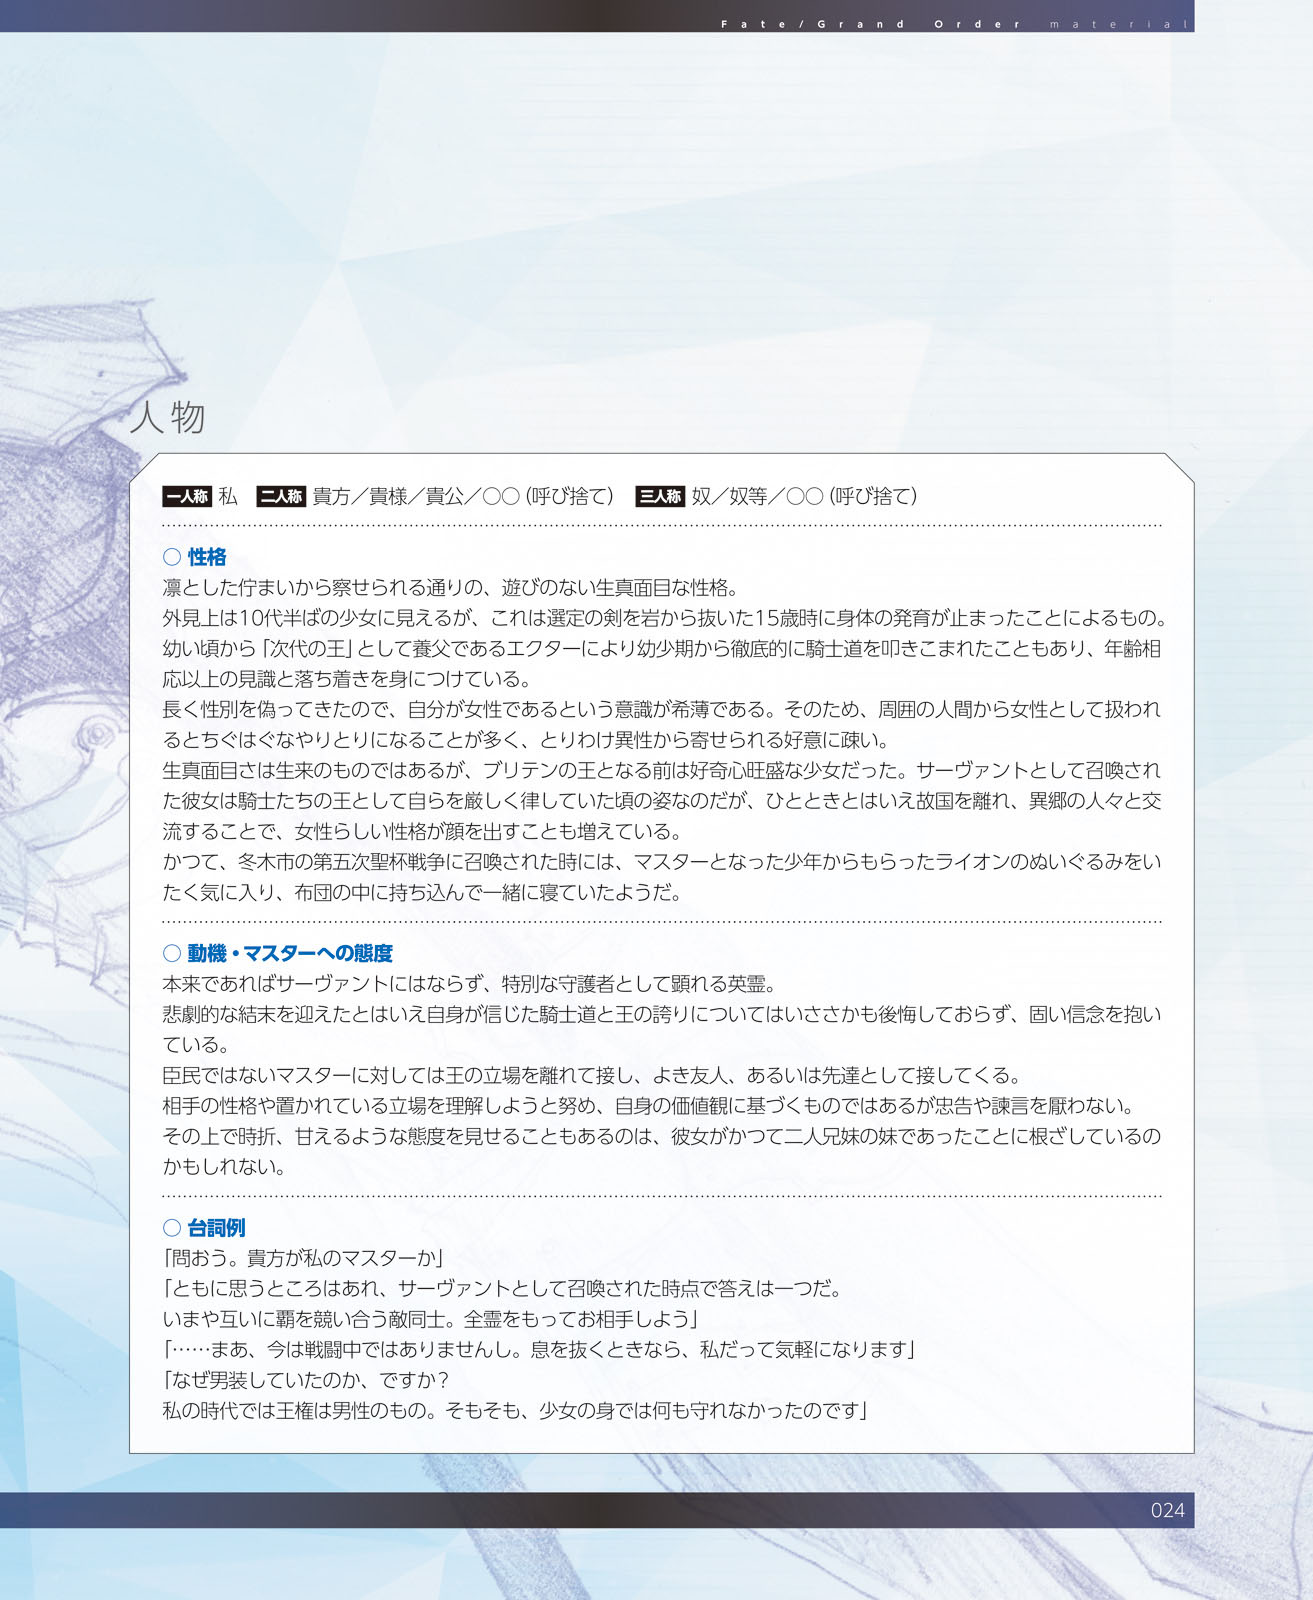 Fate/Grand Order material
人物
一人称 私 二人称 貴方／貴様／貴公／○○（呼び捨て） 三人称 奴／奴等／○○（呼び捨て）
○ 性格
凛とした佇まいから察せられる通りの、遊びのない生真面目な性格。
外見上は10代半ばの少女に見えるが、これは選定の剣を岩から抜いた15歳時に身体の発育が止まったことによるもの。
幼い頃から「次代の王」として養父であるエクターにより幼少期から徹底的に騎士道を叩きこまれたこともあり、年齢相
応以上の見識と落ち着きを身につけている。
長く性別を偽ってきたので、自分が女性であるという意識が希薄である。そのため、周囲の人間から女性として扱われ
るとちぐはぐなやりとりになることが多く、とりわけ異性から寄せられる好意に疎い。
生真面目さは生来のものではあるが、ブリテンの王となる前は好奇心旺盛な少女だった。サーヴァントとして召喚され
た彼女は騎士たちの王として自らを厳しく律していた頃の姿なのだが、ひとときとはいえ故国を離れ、異郷の人々と交
流することで、女性らしい性格が顔を出すことも増えている。
かつて、冬木市の第五次聖杯戦争に召喚された時には、マスターとなった少年からもらったライオンのぬいぐるみをい
たく気に入り、布団の中に持ち込んで一緒に寝ていたようだ。
○ 動機・マスターへの態度
本来であればサーヴァントにはならず、特別な守護者として顕れる英霊。
悲劇的な結末を迎えたとはいえ自身が信じた騎士道と王の誇りについてはいささかも後悔しておらず、固い信念を抱い
ている。
臣民ではないマスターに対しては王の立場を離れて接し、よき友人、あるいは先達として接してくる。
相手の性格や置かれている立場を理解しようと努め、自身の価値観に基づくものではあるが忠告や諫言を厭わない。
その上で時折、甘えるような態度を見せることもあるのは、彼女がかつて二人兄妹の妹であったことに根ざしているの
かもしれない。
○ 台詞例
「問おう。貴方が私のマスターか」
「ともに思うところはあれ、サーヴァントとして召喚された時点で答えは一つだ。
いまや互いに覇を競い合う敵同士。全霊をもってお相手しよう」
「……まあ、今は戦闘中ではありませんし。息を抜くときなら、私だって気軽になります」
「なぜ男装していたのか、ですか？
私の時代では王権は男性のもの。そもそも、少女の身では何も守れなかったのです」
024